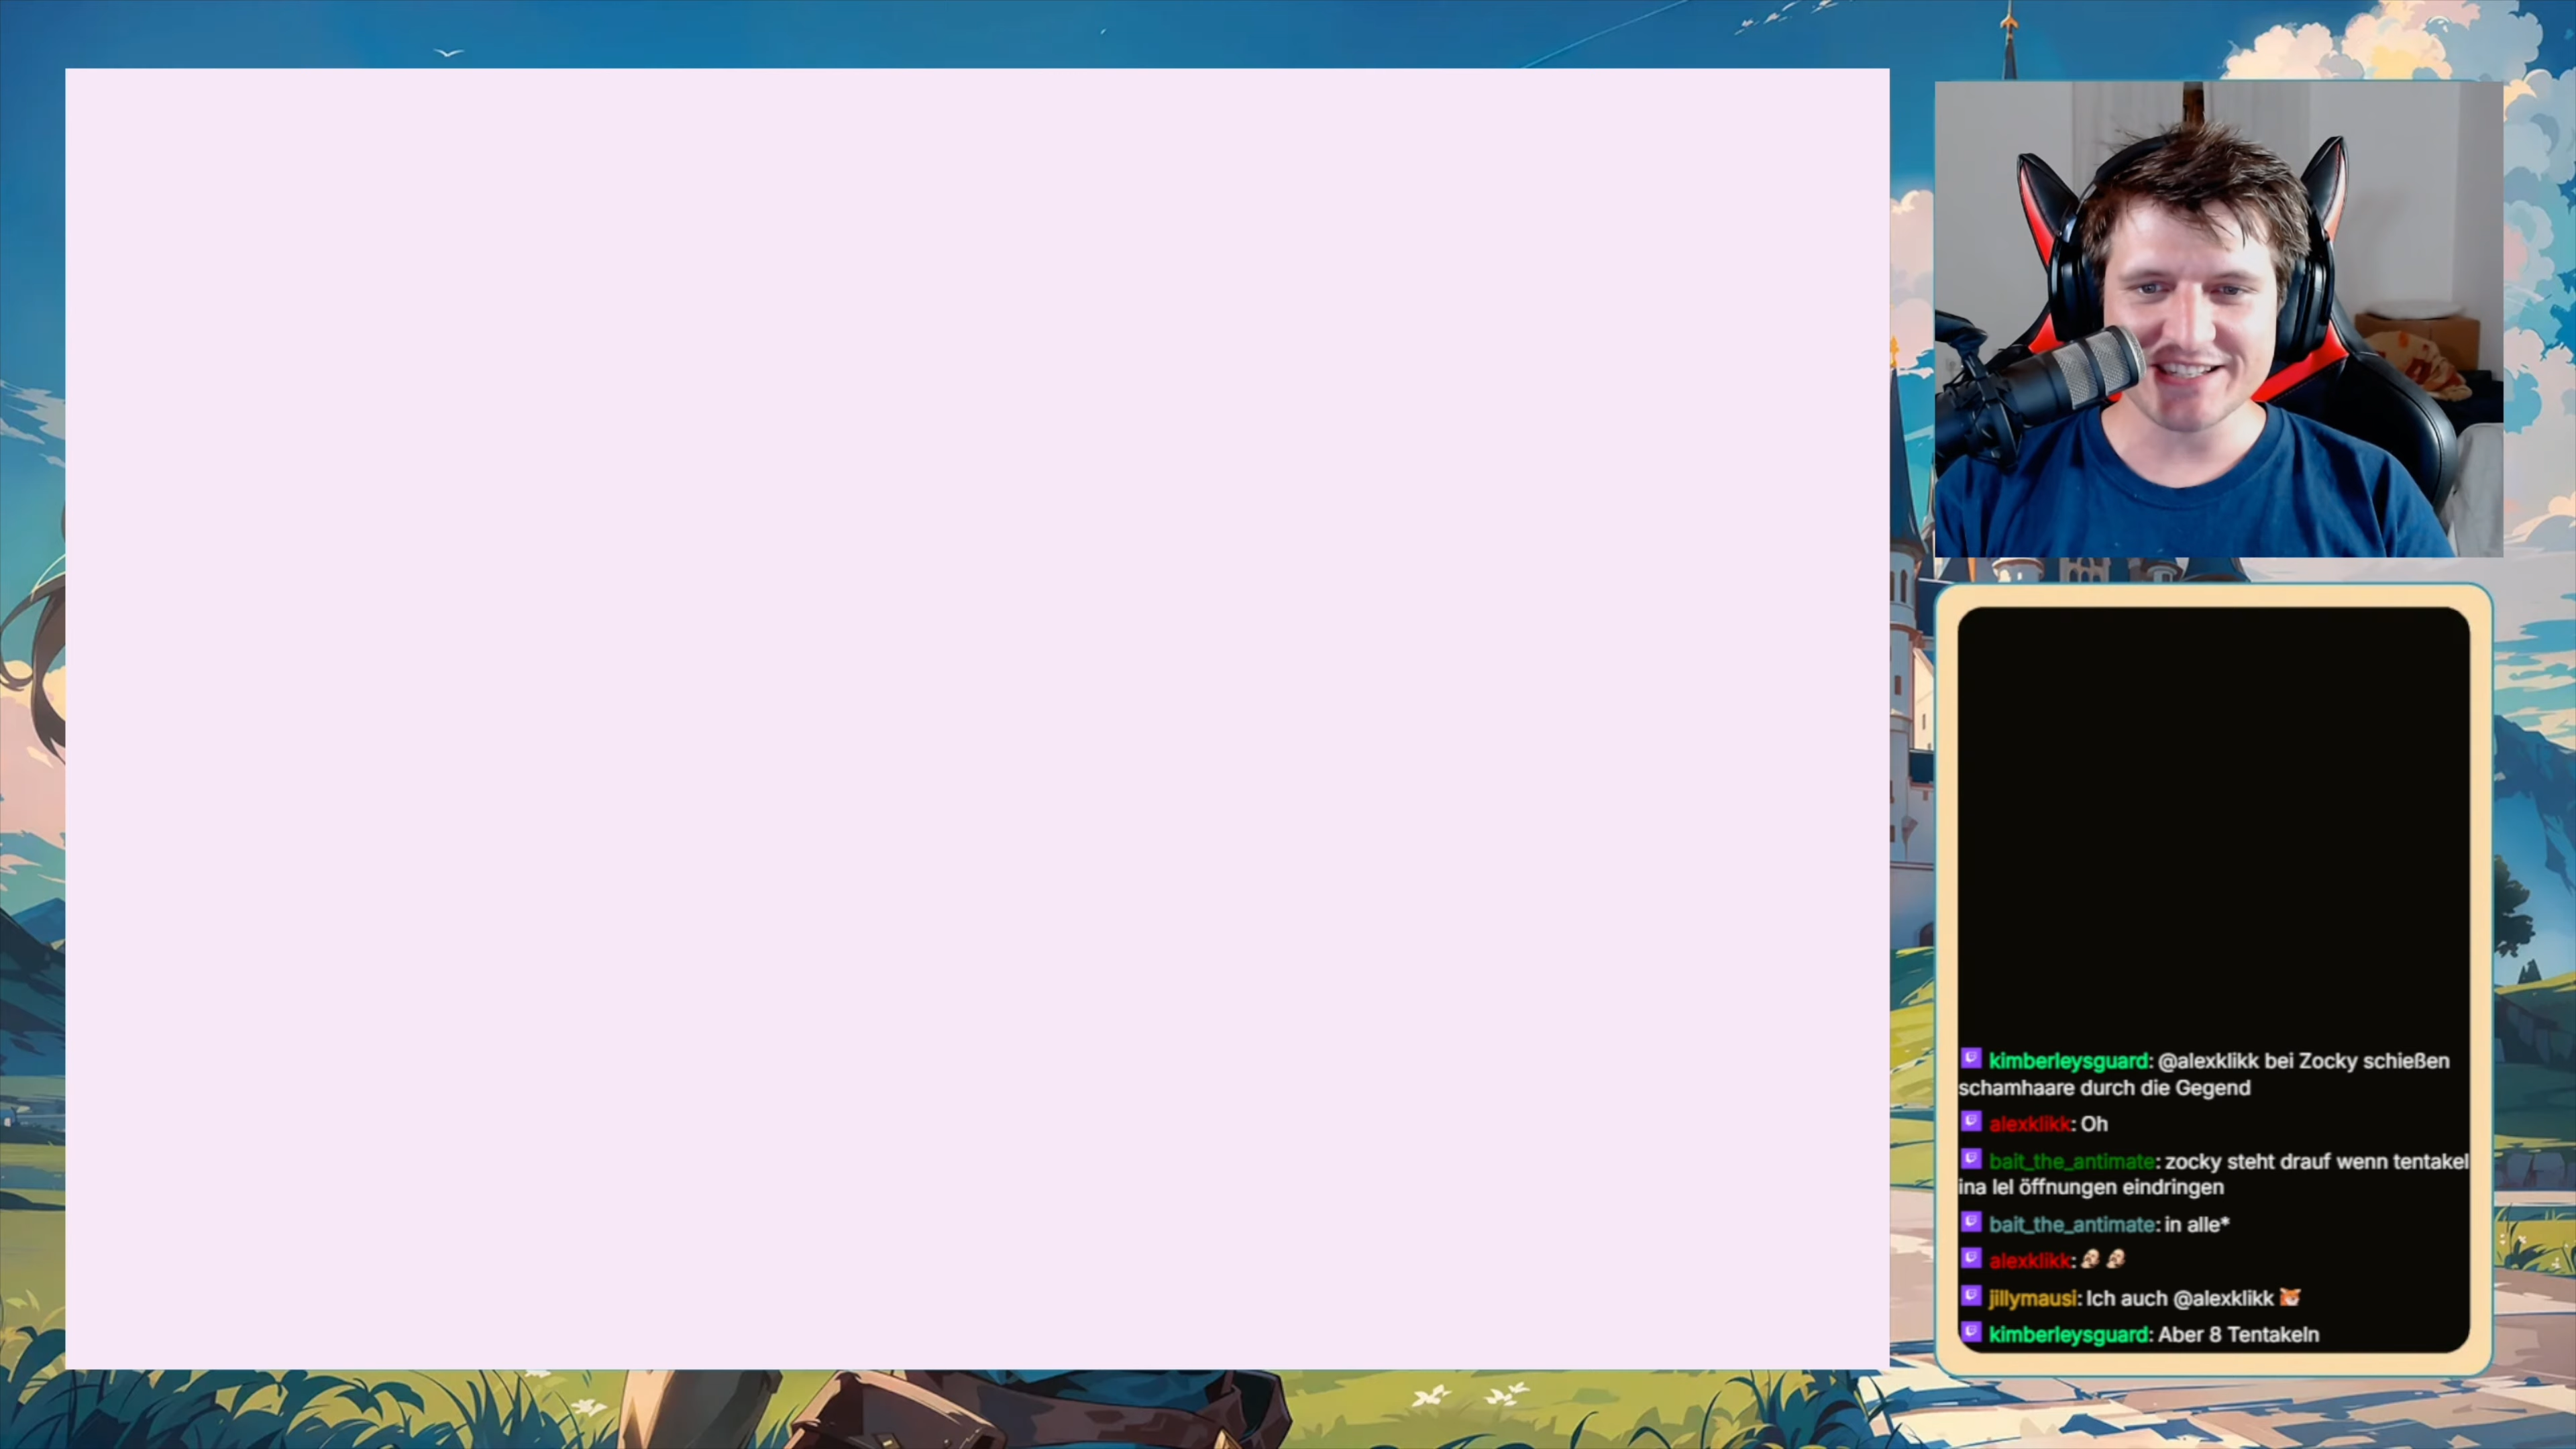 kimberleysguard: @alexklikk bei Zocky schießen
schamhaare durch die Gegend
alexklikk: Oh
bait_the_antimate: zocky steht drauf wenn tentakel
ina lel öffnungen eindringen
bait_the_antimate: in alle*
alexklikk:
jillymausi: Ich auch @alexklikk
kimberleysguard: Aber 8 Tentakeln